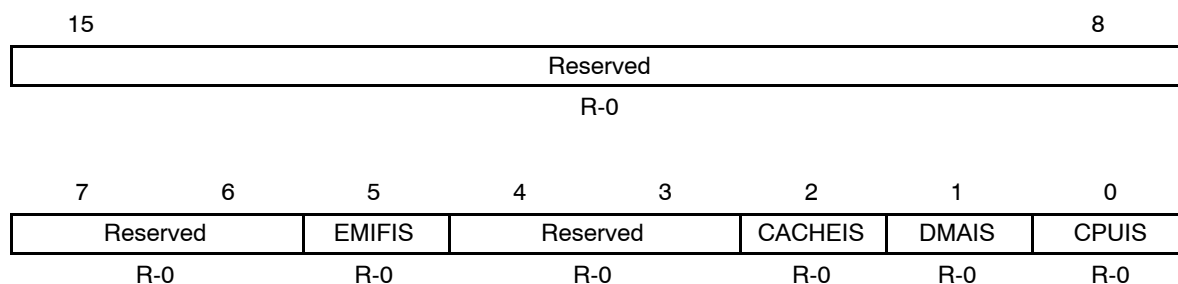 15 8
Reserved
R-0
7 6 5 4 3 2 1 0
Reserved EMIFIS Reserved CACHEIS DMAIS CPUIS
R-0 R-0 R-0 R-0 R-0 R-0